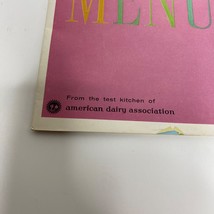 MENU
From the test kitchen of
american dairy association